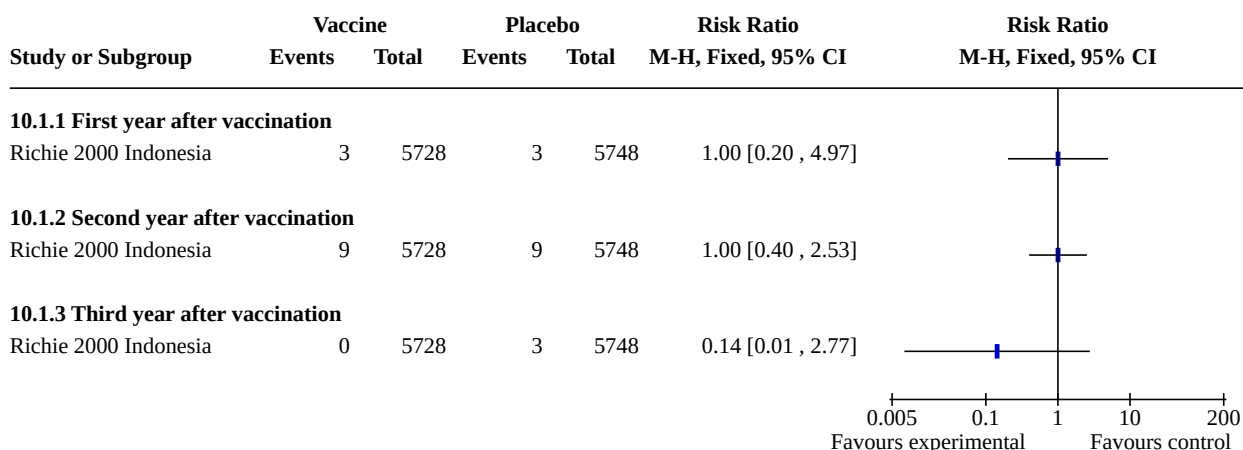 Vaccine Placebo Risk Ratio Risk Ratio
Study or Subgroup Events Total Events Total M-H, Fixed, 95% CI M-H, Fixed, 95% CI
10.1.1 First year after vaccination
Richie 2000 Indonesia 3 5728 3 5748 1.00 [0.20 , 4.97]
10.1.2 Second year after vaccination
Richie 2000 Indonesia 9 5728 9 5748 1.00 [0.40 , 2.53]
10.1.3 Third year after vaccination
Richie 2000 Indonesia 0 5728 3 5748 0.14 [0.01 , 2.77]
0.005 0.1 1 10 200
Favours experimental Favours control